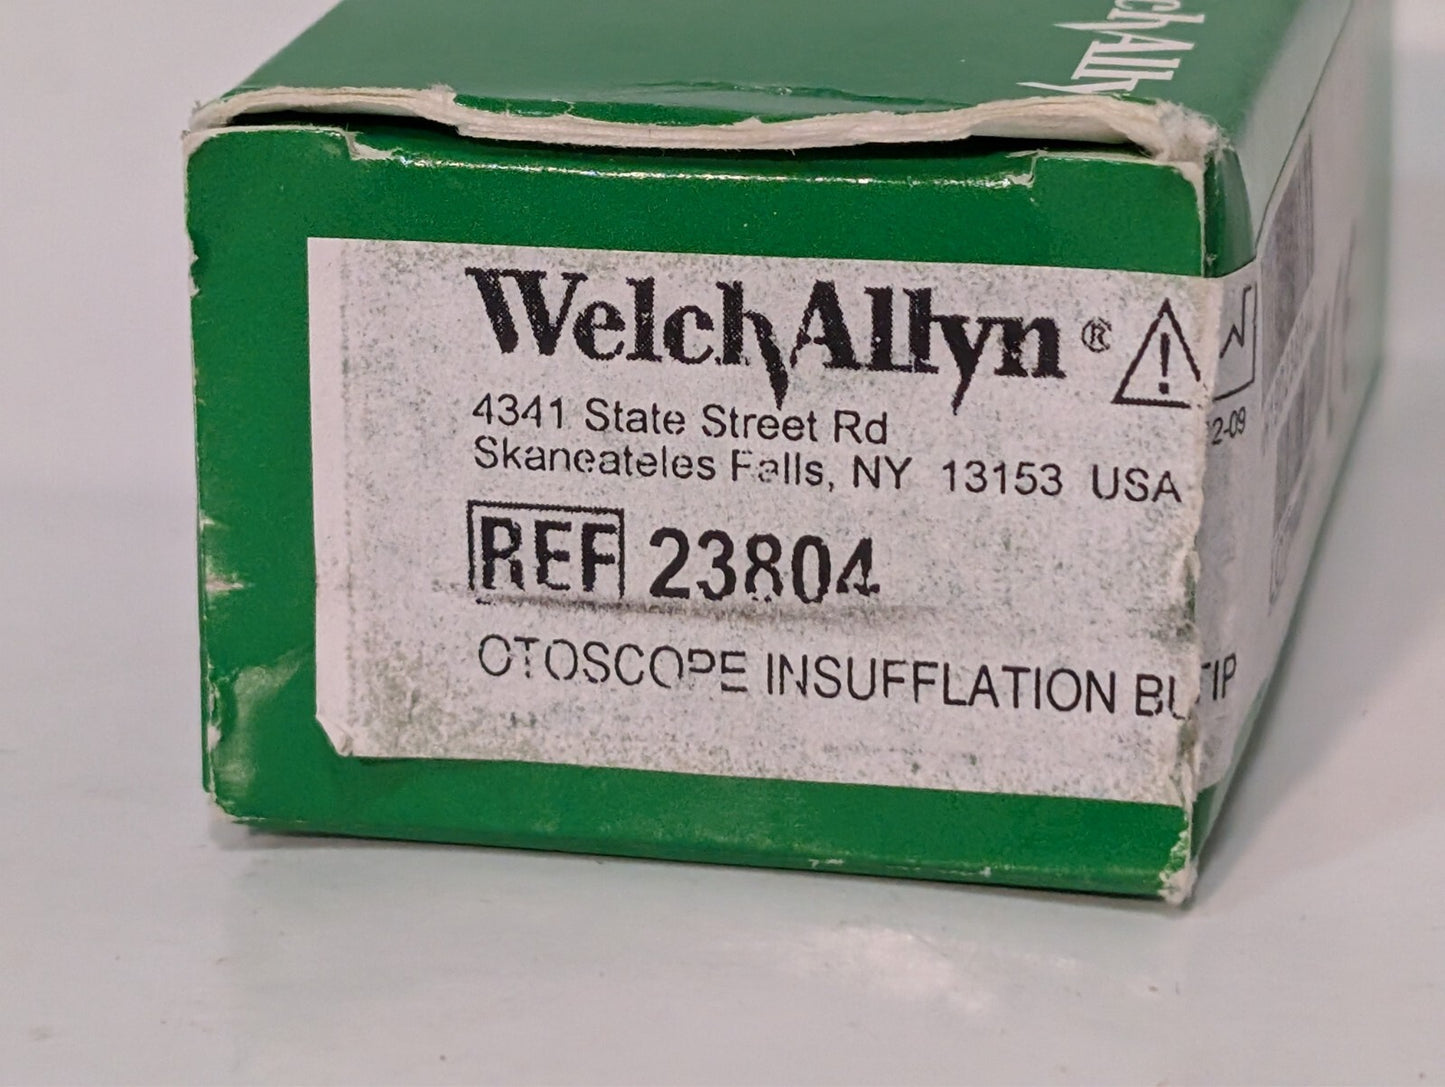 WelchAllyn®
4341 State Street Rd
Skaneateles Falls, NY 13153 USA
REF 23804
OTOSCOPE INSUFFLATION